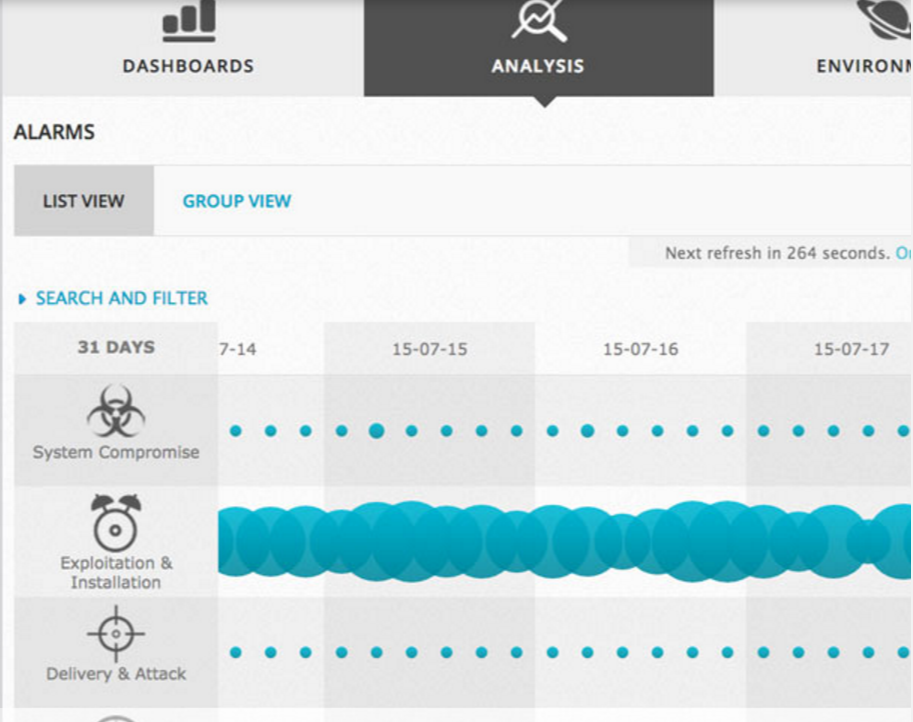 DASHBOARDS
ANALYSIS
ENVIRON
ALARMS
LIST VIEW
GROUP VIEW
Next refresh in 264 seconds.
SEARCH AND FILTER
31 DAYS
7-14
15-07-15
15-07-16
15-07-17
System Compromise
Exploitation &
Installation
Delivery & Attack